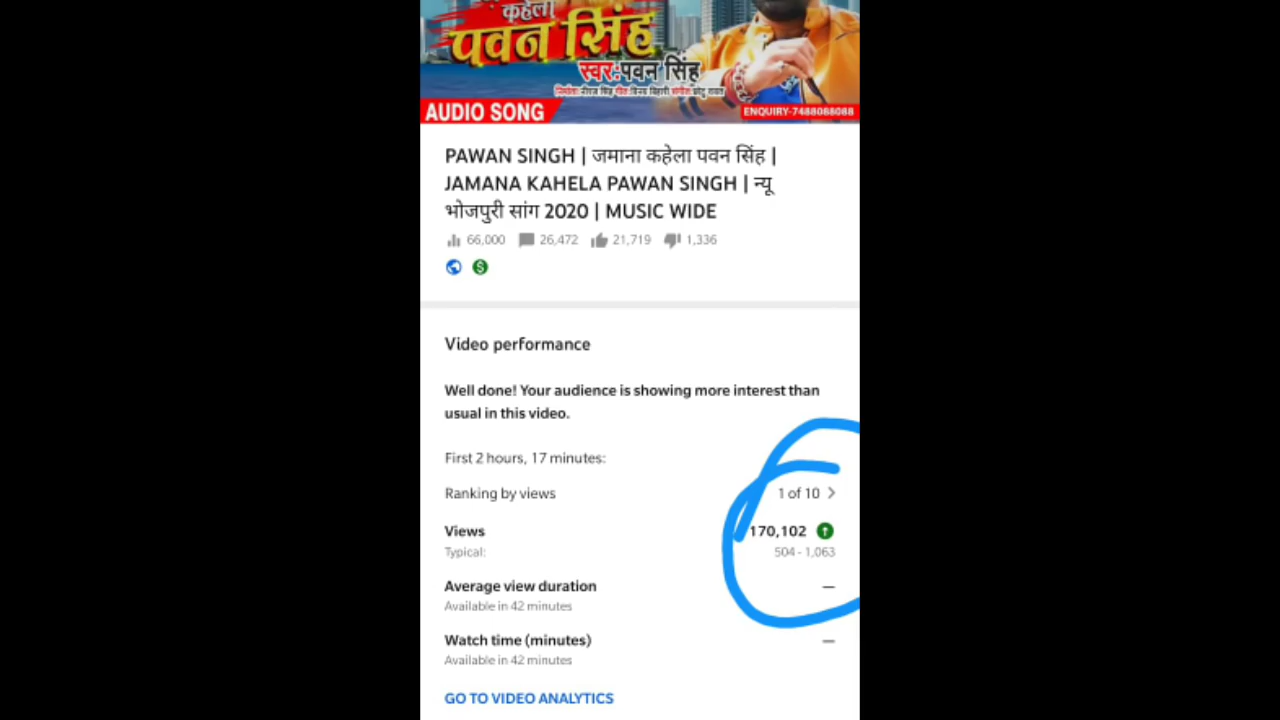 कहेला
पवन सिंह
स्वर:पवन सिंह
AUDIO SONG
ENQUIRY-7488088088
PAWAN SINGH | जमाना कहेला पवन सिंह |
JAMANA KAHELA PAWAN SINGH | न्यू
भोजपुरी सांग 2020 | MUSIC WIDE
66,000 26,472 21,719 1,336
Video performance
Well done! Your audience is showing more interest than
usual in this video.
First 2 hours, 17 minutes:
Ranking by views 1 of 10
Views 170,102
Typical: 504 - 1,063
Average view duration —
Available in 42 minutes
Watch time (minutes) —
Available in 42 minutes
GO TO VIDEO ANALYTICS